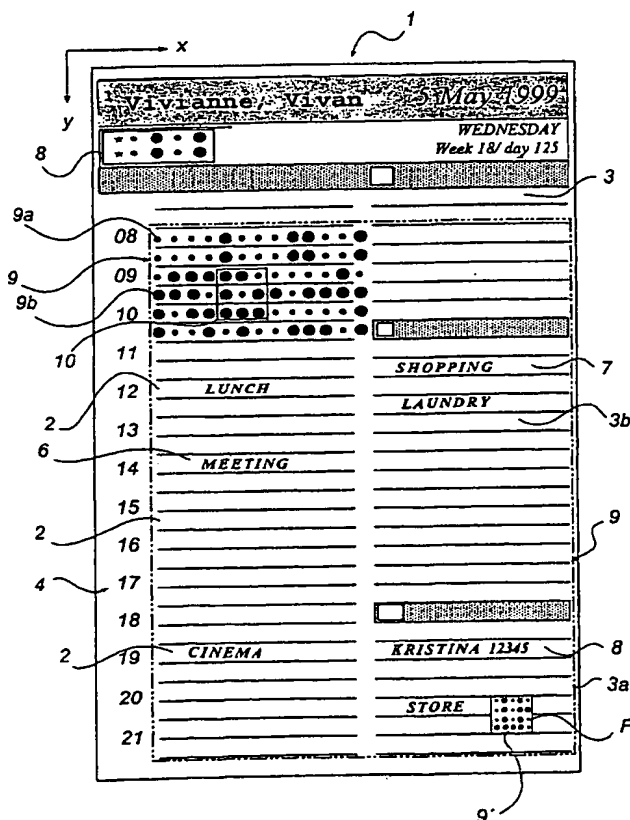 1
x
y
Vivianne, Vivan 5 May 1999
WEDNESDAY
Week 18/ day 125
8
3
9a
08
9
09
9b
10
10
11
SHOPPING 7
2
12 LUNCH
LAUNDRY
3b
13
6
MEETING
14
15
2
16
9
4
17
18
2
19 CINEMA
KRISTINA 12345 8
3a
20
STORE
F
21
9'